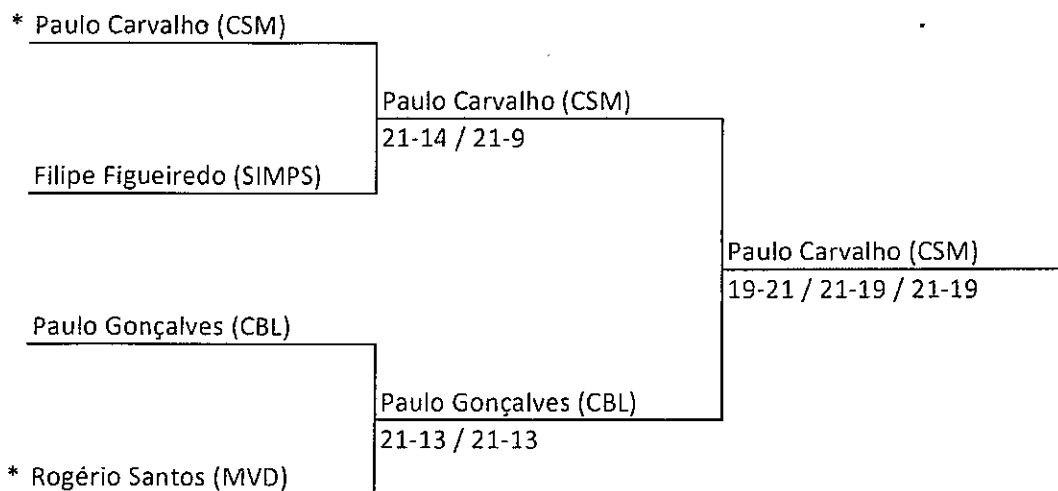 * Paulo Carvalho (CSM)
Paulo Carvalho (CSM)
21-14 / 21-9
Filipe Figueiredo (SIMPS)
Paulo Carvalho (CSM)
19-21 / 21-19 / 21-19
Paulo Gonçalves (CBL)
Paulo Gonçalves (CBL)
21-13 / 21-13
* Rogério Santos (MVD)